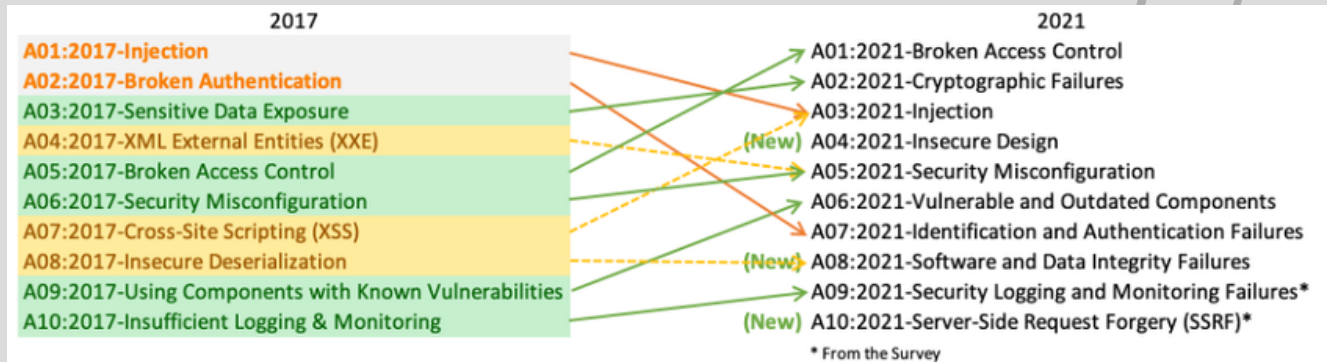 2017
A01:2017-Injection
A02:2017-Broken Authentication
A03:2017-Sensitive Data Exposure
A04:2017-XML External Entities (XXE)
A05:2017-Broken Access Control
A06:2017-Security Misconfiguration
A07:2017-Cross-Site Scripting (XSS)
A08:2017-Insecure Deserialization
A09:2017-Using Components with Known Vulnerabilities
A10:2017-Insufficient Logging & Monitoring
2021
A01:2021-Broken Access Control
A02:2021-Cryptographic Failures
A03:2021-Injection
(New) A04:2021-Insecure Design
A05:2021-Security Misconfiguration
A06:2021-Vulnerable and Outdated Components
A07:2021-Identification and Authentication Failures
(New) A08:2021-Software and Data Integrity Failures
A09:2021-Security Logging and Monitoring Failures*
(New) A10:2021-Server-Side Request Forgery (SSRF)*
* From the Survey